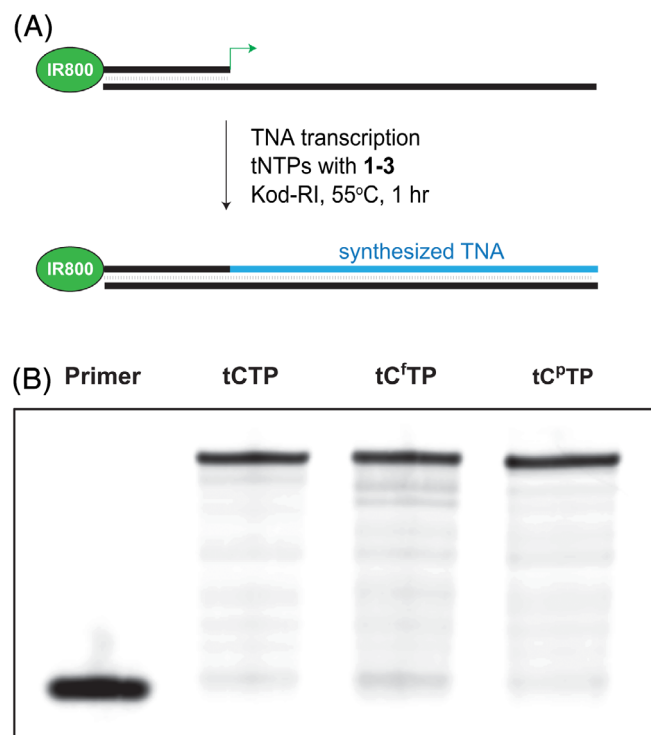 (A)
IR800
TNA transcription
tNTPs with 1-3
Kod-RI, 55°C, 1 hr
synthesized TNA
IR800
(B) Primer tCTP tCᶠTP tCᵖTP